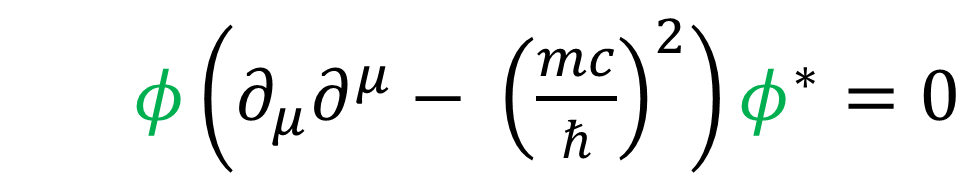 ϕ(∂_μ∂^μ − (mc/ħ)^2)ϕ^* = 0